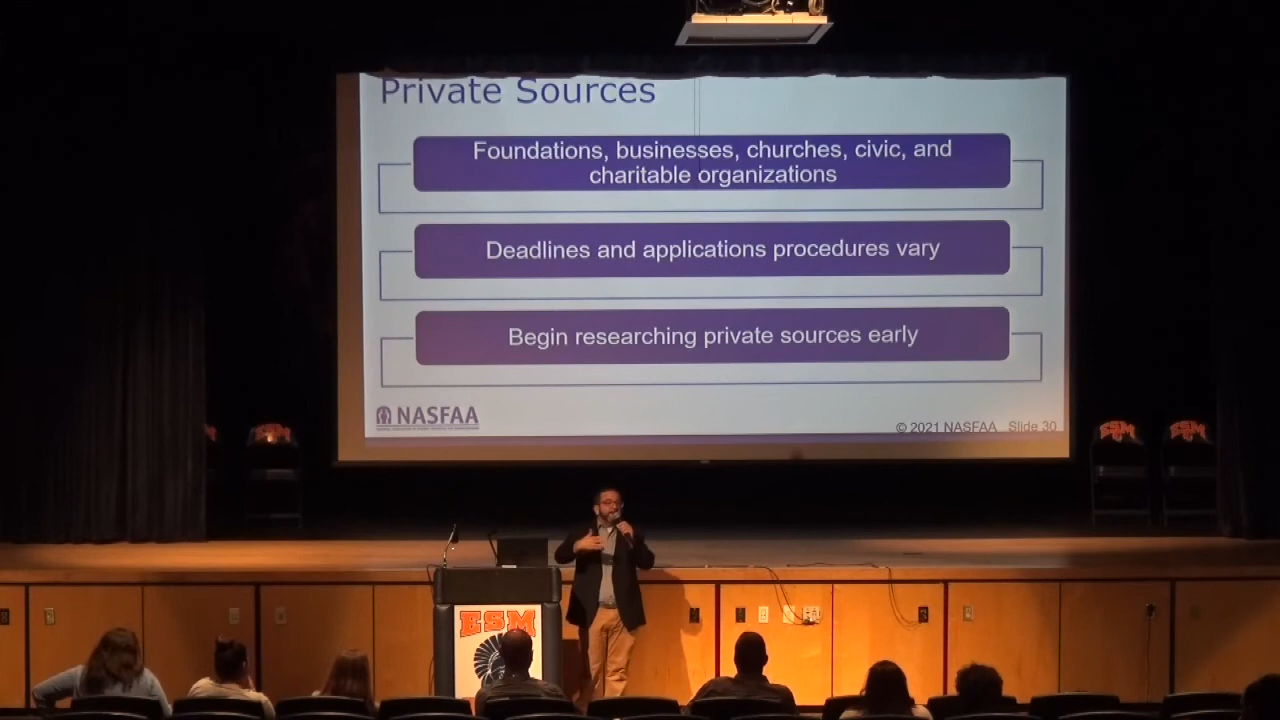 Private Sources
Foundations, businesses, churches, civic, and
charitable organizations
Deadlines and applications procedures vary
Begin researching private sources early
NASFAA
© 2021 NASFAA Slide 30
ESM
ESM
ESM
ESM